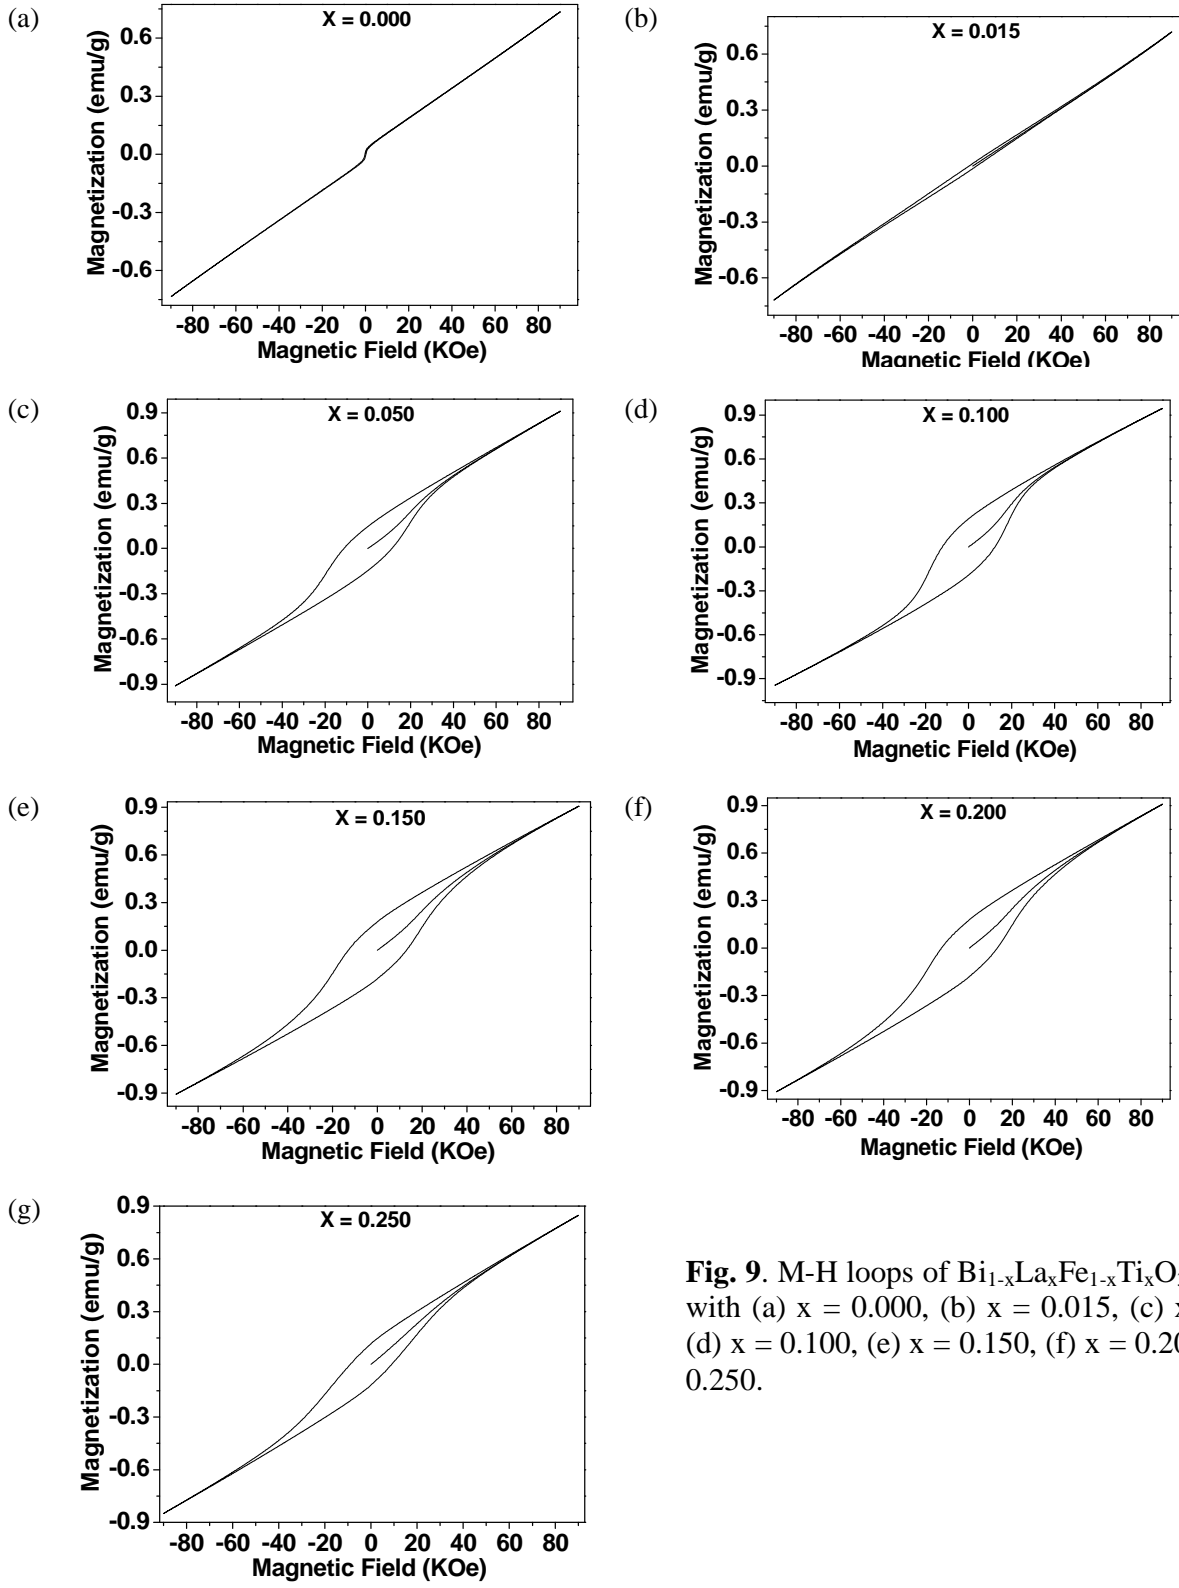 (a)
X = 0.000
Magnetization (emu/g)
0.6
0.3
0.0
-0.3
-0.6
-80 -60 -40 -20 0 20 40 60 80
Magnetic Field (KOe)
(b)
X = 0.015
Magnetization (emu/g)
0.6
0.3
0.0
-0.3
-0.6
-80 -60 -40 -20 0 20 40 60 80
Magnetic Field (KOe)
(c)
X = 0.050
Magnetization (emu/g)
0.9
0.6
0.3
0.0
-0.3
-0.6
-0.9
-80 -60 -40 -20 0 20 40 60 80
Magnetic Field (KOe)
(d)
X = 0.100
Magnetization (emu/g)
0.9
0.6
0.3
0.0
-0.3
-0.6
-0.9
-80 -60 -40 -20 0 20 40 60 80
Magnetic Field (KOe)
(e)
X = 0.150
Magnetization (emu/g)
0.9
0.6
0.3
0.0
-0.3
-0.6
-0.9
-80 -60 -40 -20 0 20 40 60 80
Magnetic Field (KOe)
(f)
X = 0.200
Magnetization (emu/g)
0.9
0.6
0.3
0.0
-0.3
-0.6
-0.9
-80 -60 -40 -20 0 20 40 60 80
Magnetic Field (KOe)
(g)
X = 0.250
Magnetization (emu/g)
0.9
0.6
0.3
0.0
-0.3
-0.6
-0.9
-80 -60 -40 -20 0 20 40 60 80
Magnetic Field (KOe)
Fig. 9. M-H loops of Bi₁₋ₓLaₓFe₁₋ₓTiₓO
with (a) x = 0.000, (b) x = 0.015, (c) x
(d) x = 0.100, (e) x = 0.150, (f) x = 0.20
0.250.